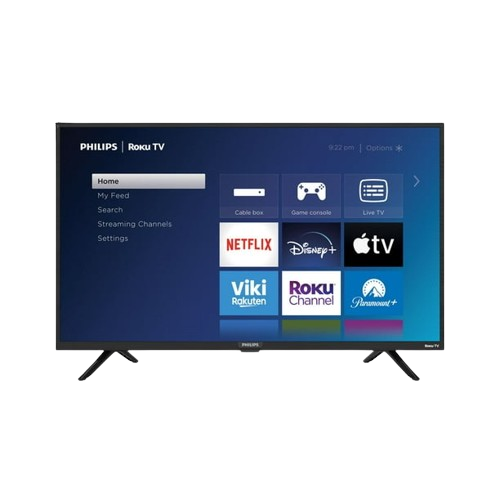 PHILIPS | Roku TV
9:22 pm | Options ✳
Home
My Feed
Search
Streaming Channels
Settings
Cable box
Game console
Live TV
NETFLIX
Disney+
tv
Viki
Rakuten
Roku
Channel
Paramount+
PHILIPS
Roku TV